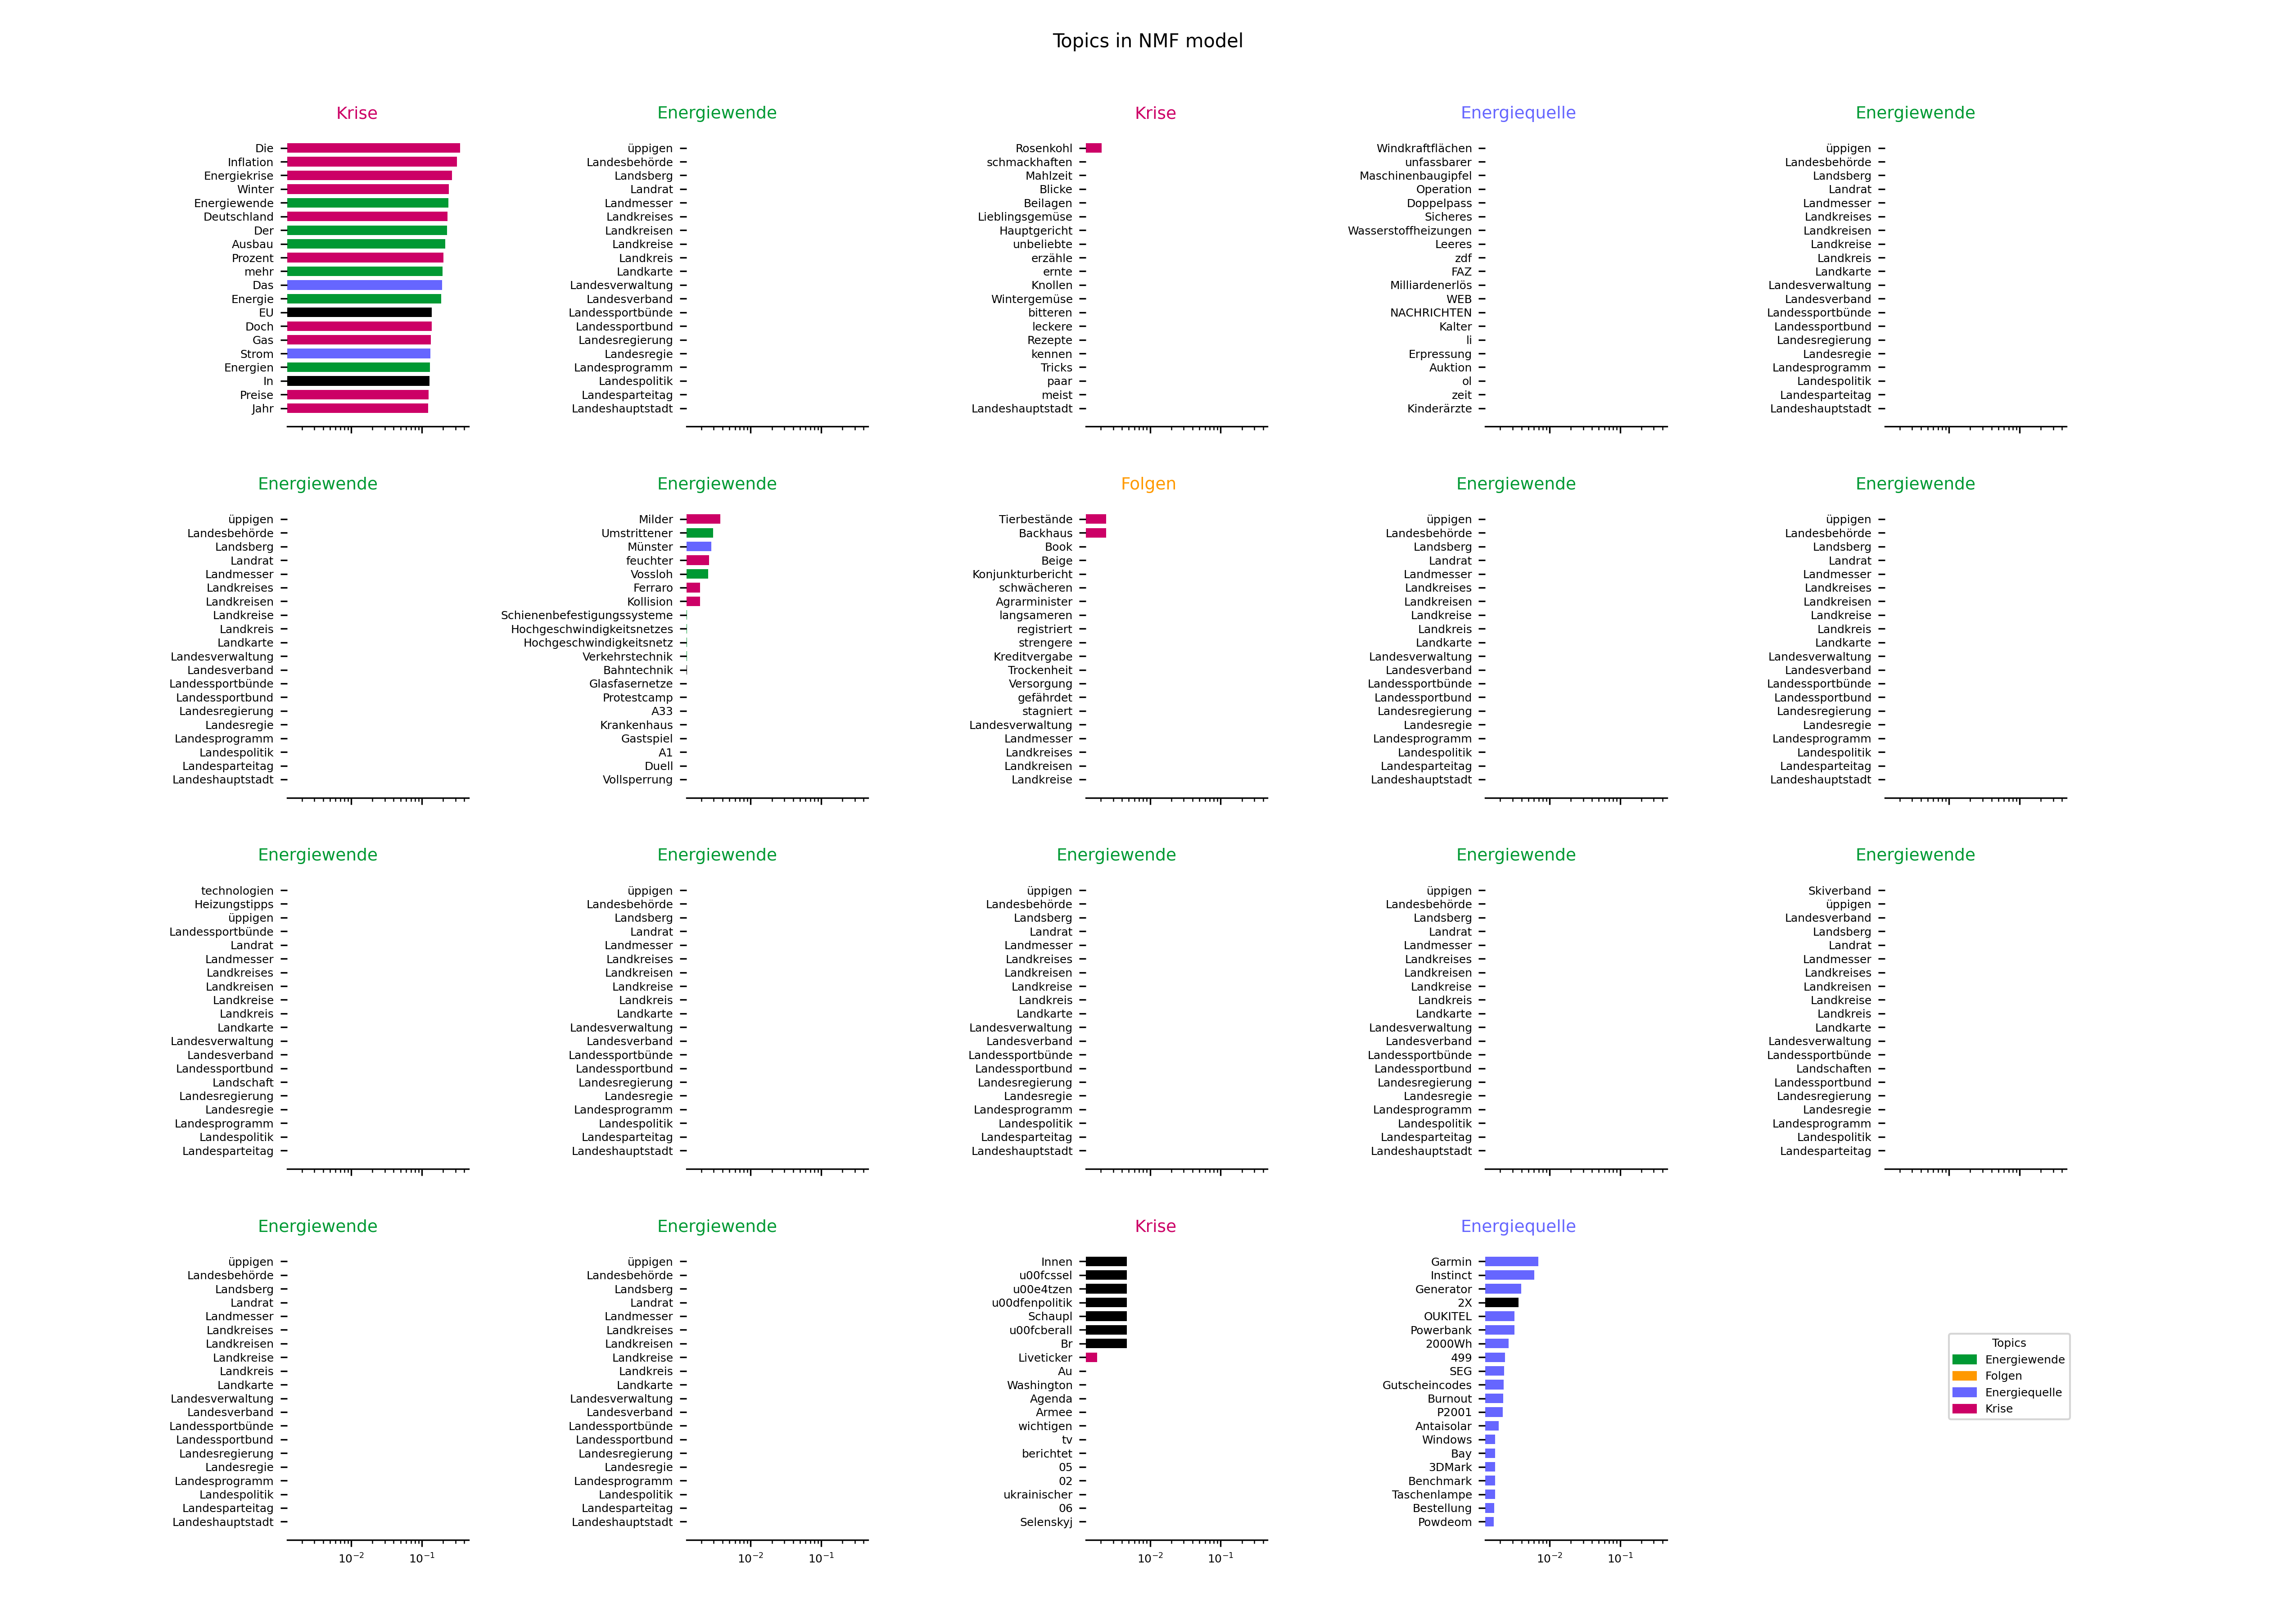 Topics in NMF model
Krise
Die
Inflation
Energiekrise
Winter
Energiewende
Deutschland
Der
Ausbau
Prozent
mehr
Das
Energie
EU
Doch
Gas
Strom
Energien
In
Preise
Jahr
Energiewende
üppigen
Landesbehörde
Landsberg
Landrat
Landmesser
Landkreises
Landkreisen
Landkreise
Landkreis
Landkarte
Landesverwaltung
Landesverband
Landessportbünde
Landessportbund
Landesregierung
Landesregie
Landesprogramm
Landespolitik
Landesparteitag
Landeshauptstadt
Krise
Rosenkohl
schmackhaften
Mahlzeit
Blicke
Beilagen
Lieblingsgemüse
Hauptgericht
unbeliebte
erzähle
ernte
Knollen
Wintergemüse
bitteren
leckere
Rezepte
kennen
Tricks
paar
meist
Landeshauptstadt
Energiequelle
Windkraftflächen
unfassbarer
Maschinenbaugipfel
Operation
Doppelpass
Sicheres
Wasserstoffheizungen
Leeres
zdf
FAZ
Milliardenerlös
WEB
NACHRICHTEN
Kalter
li
Erpressung
Auktion
ol
zeit
Kinderärzte
Energiewende
üppigen
Landesbehörde
Landsberg
Landrat
Landmesser
Landkreises
Landkreisen
Landkreise
Landkreis
Landkarte
Landesverwaltung
Landesverband
Landessportbünde
Landessportbund
Landesregierung
Landesregie
Landesprogramm
Landespolitik
Landesparteitag
Landeshauptstadt
Energiewende
üppigen
Landesbehörde
Landsberg
Landrat
Landmesser
Landkreises
Landkreisen
Landkreise
Landkreis
Landkarte
Landesverwaltung
Landesverband
Landessportbünde
Landessportbund
Landesregierung
Landesregie
Landesprogramm
Landespolitik
Landesparteitag
Landeshauptstadt
Energiewende
Milder
Umstrittener
Münster
feuchter
Vossloh
Ferraro
Kollision
Schienenbefestigungssysteme
Hochgeschwindigkeitsnetzes
Hochgeschwindigkeitsnetz
Verkehrstechnik
Bahntechnik
Glasfasernetze
Protestcamp
A33
Krankenhaus
Gastspiel
A1
Duell
Vollsperrung
Folgen
Tierbestände
Backhaus
Book
Beige
Konjunkturbericht
schwächeren
Agrarminister
langsameren
registriert
strengere
Kreditvergabe
Trockenheit
Versorgung
gefährdet
stagniert
Landesverwaltung
Landmesser
Landkreises
Landkreisen
Landkreise
Energiewende
üppigen
Landesbehörde
Landsberg
Landrat
Landmesser
Landkreises
Landkreisen
Landkreise
Landkreis
Landkarte
Landesverwaltung
Landesverband
Landessportbünde
Landessportbund
Landesregierung
Landesregie
Landesprogramm
Landespolitik
Landesparteitag
Landeshauptstadt
Energiewende
üppigen
Landesbehörde
Landsberg
Landrat
Landmesser
Landkreises
Landkreisen
Landkreise
Landkreis
Landkarte
Landesverwaltung
Landesverband
Landessportbünde
Landessportbund
Landesregierung
Landesregie
Landesprogramm
Landespolitik
Landesparteitag
Landeshauptstadt
Energiewende
technologien
Heizungstipps
üppigen
Landessportbünde
Landrat
Landmesser
Landkreises
Landkreisen
Landkreise
Landkreis
Landkarte
Landesverwaltung
Landesverband
Landessportbund
Landschaft
Landesregierung
Landesregie
Landesprogramm
Landespolitik
Landesparteitag
Energiewende
üppigen
Landesbehörde
Landsberg
Landrat
Landmesser
Landkreises
Landkreisen
Landkreise
Landkreis
Landkarte
Landesverwaltung
Landesverband
Landessportbünde
Landessportbund
Landesregierung
Landesregie
Landesprogramm
Landespolitik
Landesparteitag
Landeshauptstadt
Energiewende
üppigen
Landesbehörde
Landsberg
Landrat
Landmesser
Landkreises
Landkreisen
Landkreise
Landkreis
Landkarte
Landesverwaltung
Landesverband
Landessportbünde
Landessportbund
Landesregierung
Landesregie
Landesprogramm
Landespolitik
Landesparteitag
Landeshauptstadt
Energiewende
üppigen
Landesbehörde
Landsberg
Landrat
Landmesser
Landkreises
Landkreisen
Landkreise
Landkreis
Landkarte
Landesverwaltung
Landesverband
Landessportbünde
Landessportbund
Landesregierung
Landesregie
Landesprogramm
Landespolitik
Landesparteitag
Landeshauptstadt
Energiewende
Skiverband
üppigen
Landesverband
Landsberg
Landrat
Landmesser
Landkreises
Landkreisen
Landkreise
Landkreis
Landkarte
Landesverwaltung
Landessportbünde
Landschaften
Landessportbund
Landesregierung
Landesregie
Landesprogramm
Landespolitik
Landesparteitag
Energiewende
üppigen
Landesbehörde
Landsberg
Landrat
Landmesser
Landkreises
Landkreisen
Landkreise
Landkreis
Landkarte
Landesverwaltung
Landesverband
Landessportbünde
Landessportbund
Landesregierung
Landesregie
Landesprogramm
Landespolitik
Landesparteitag
Landeshauptstadt
10⁻² 10⁻¹
Energiewende
üppigen
Landesbehörde
Landsberg
Landrat
Landmesser
Landkreises
Landkreisen
Landkreise
Landkreis
Landkarte
Landesverwaltung
Landesverband
Landessportbünde
Landessportbund
Landesregierung
Landesregie
Landesprogramm
Landespolitik
Landesparteitag
Landeshauptstadt
10⁻² 10⁻¹
Krise
Innen
u00fcssel
u00e4tzen
u00dfenpolitik
Schaupl
u00fcberall
Br
Liveticker
Au
Washington
Agenda
Armee
wichtigen
tv
berichtet
05
02
ukrainischer
06
Selenskyj
10⁻² 10⁻¹
Energiequelle
Garmin
Instinct
Generator
2X
OUKITEL
Powerbank
2000Wh
499
SEG
Gutscheincodes
Burnout
P2001
Antaisolar
Windows
Bay
3DMark
Benchmark
Taschenlampe
Bestellung
Powdeom
10⁻² 10⁻¹
Topics
Energiewende
Folgen
Energiequelle
Krise